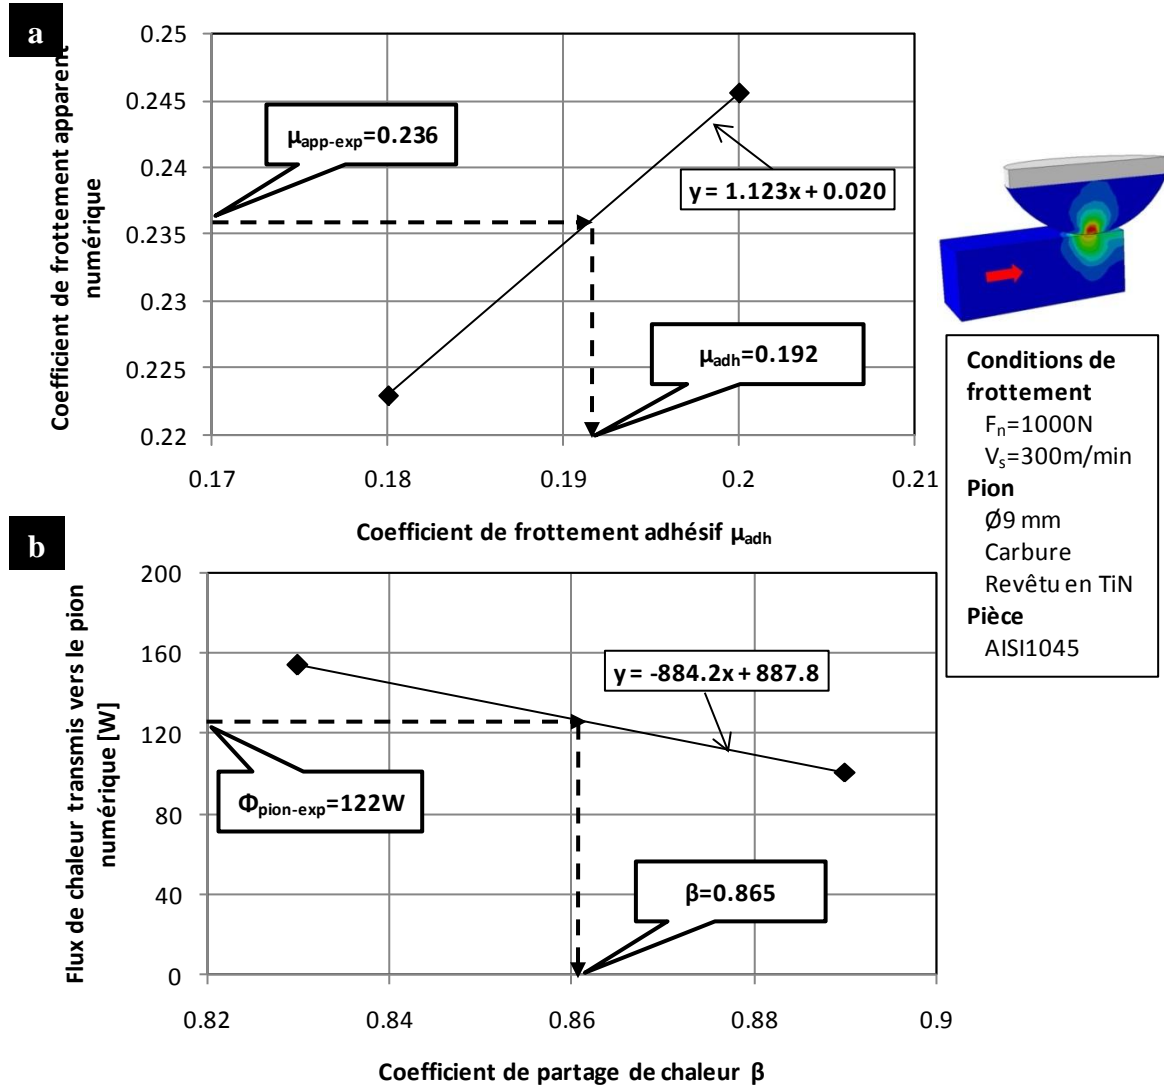 a
Coefficient de frottement apparent
numérique
0.25
0.245
0.24
0.235
0.23
0.225
0.22
μapp-exp=0.236
y = 1.123x + 0.020
μadh=0.192
0.17
0.18
0.19
0.2
0.21
Coefficient de frottement adhésif μadh
Conditions de
frottement
Fn=1000N
Vs=300m/min
Pion
Ø9 mm
Carbure
Revêtu en TiN
Pièce
AISI1045
b
Flux de chaleur transmis vers le pion
numérique [W]
200
160
120
80
40
0
y = -884.2x + 887.8
Φpion-exp=122W
β=0.865
0.82
0.84
0.86
0.88
0.9
Coefficient de partage de chaleur β